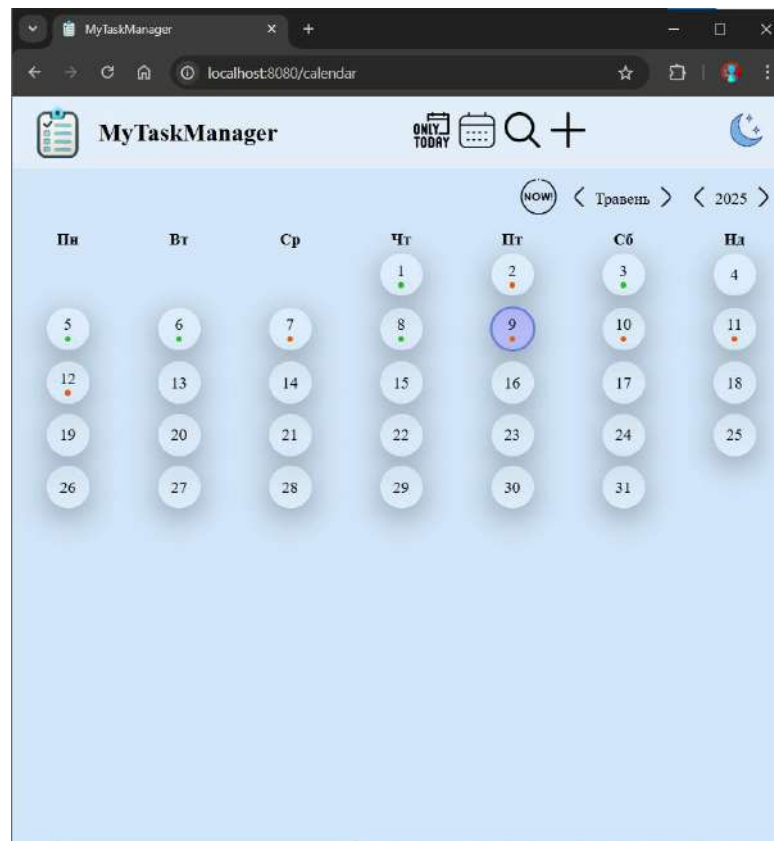 MyTaskManager
localhost:8080/calendar
MyTaskManager
ONLY
TODAY
NOW! Травень 2025
Пн Вт Ср Чт Пт Сб Нд
1 2 3 4
5 6 7 8 9 10 11
12 13 14 15 16 17 18
19 20 21 22 23 24 25
26 27 28 29 30 31